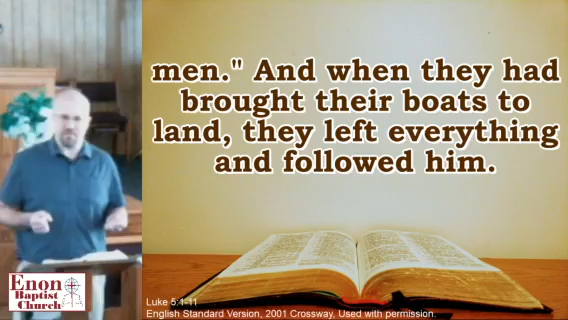 men." And when they had
brought their boats to
land, they left everything
and followed him.
Luke 5:1-11
English Standard Version, 2001 Crossway, Used with permission.
Enon
Baptist
Church